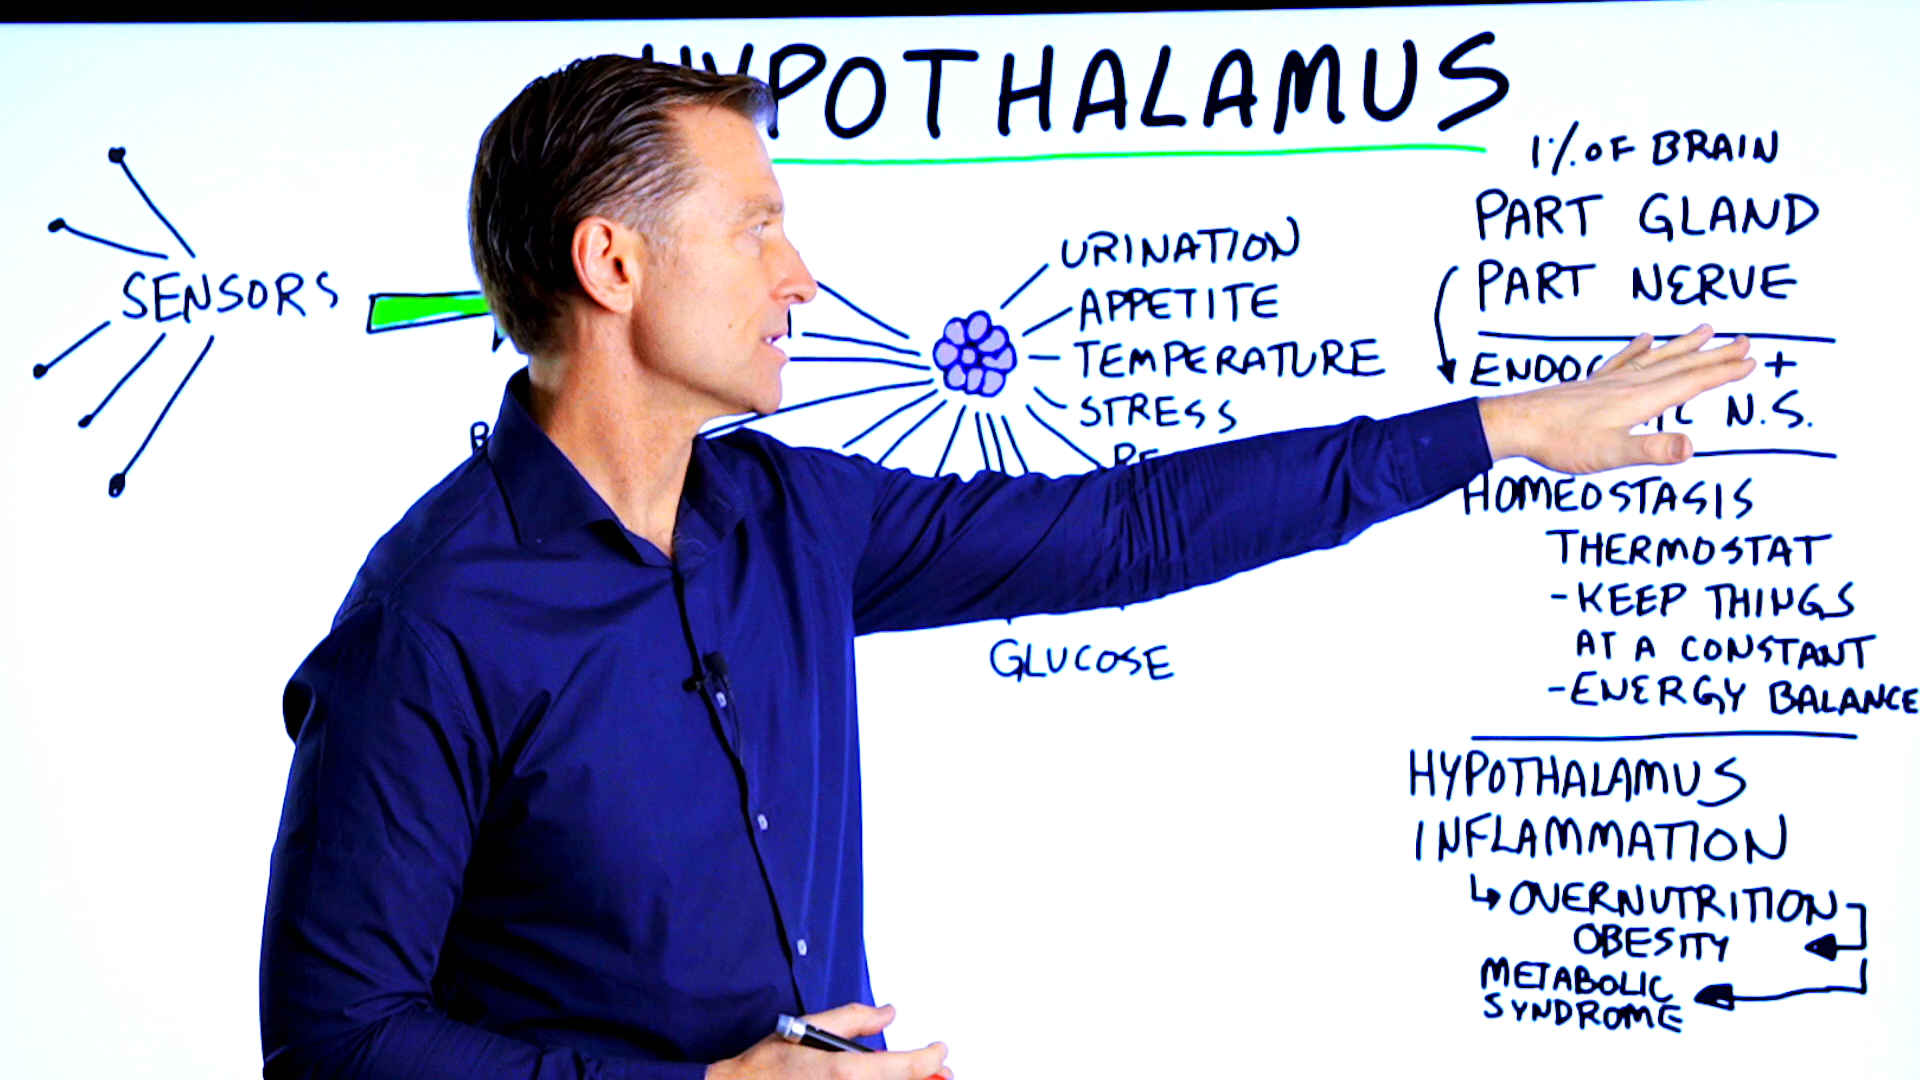 HYPOTHALAMUS
1% OF BRAIN
PART GLAND
PART NERVE
+
N.S.
HOMEOSTASIS
THERMOSTAT
-KEEP THINGS
AT A CONSTANT
-ENERGY BALANCE
HYPOTHALAMUS
INFLAMMATION
OVERNUTRITION
OBESITY
METABOLIC
SYNDROME
SENSORS
URINATION
APPETITE
TEMPERATURE
STRESS
GLUCOSE